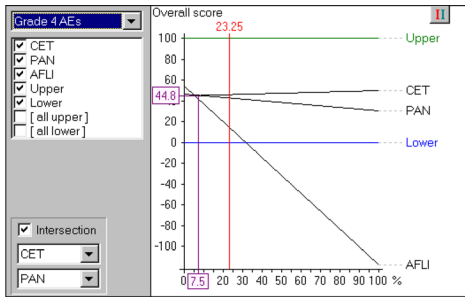 Grade 4 AEs
CET
PAN
AFLI
Upper
Lower
[ all upper ]
[ all lower ]
Intersection
CET
PAN
Overall score
23.25
100
80
60
44.8
20
0
-20
-40
-60
-80
-100
0 7.5 20 30 40 50 60 70 80 90 100 %
Upper
CET
PAN
Lower
AFLI